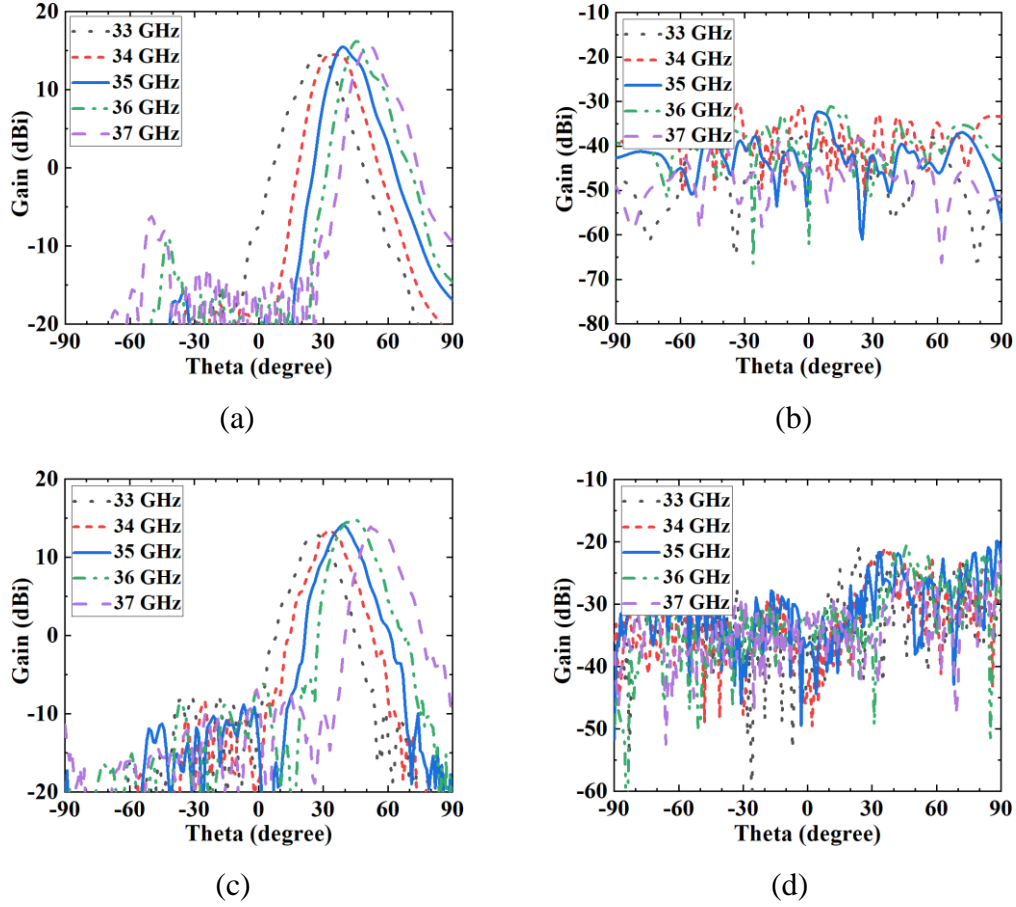 20
10
0
-10
-20
Gain (dBi)
33 GHz
34 GHz
35 GHz
36 GHz
37 GHz
-90 -60 -30 0 30 60 90
Theta (degree)
(a)
-10
-20
-30
-40
-50
-60
-70
-80
Gain (dBi)
33 GHz
34 GHz
35 GHz
36 GHz
37 GHz
-90 -60 -30 0 30 60 90
Theta (degree)
(b)
20
10
0
-10
-20
Gain (dBi)
33 GHz
34 GHz
35 GHz
36 GHz
37 GHz
-90 -60 -30 0 30 60 90
Theta (degree)
(c)
-10
-20
-30
-40
-50
-60
Gain (dBi)
33 GHz
34 GHz
35 GHz
36 GHz
37 GHz
-90 -60 -30 0 30 60 90
Theta (degree)
(d)